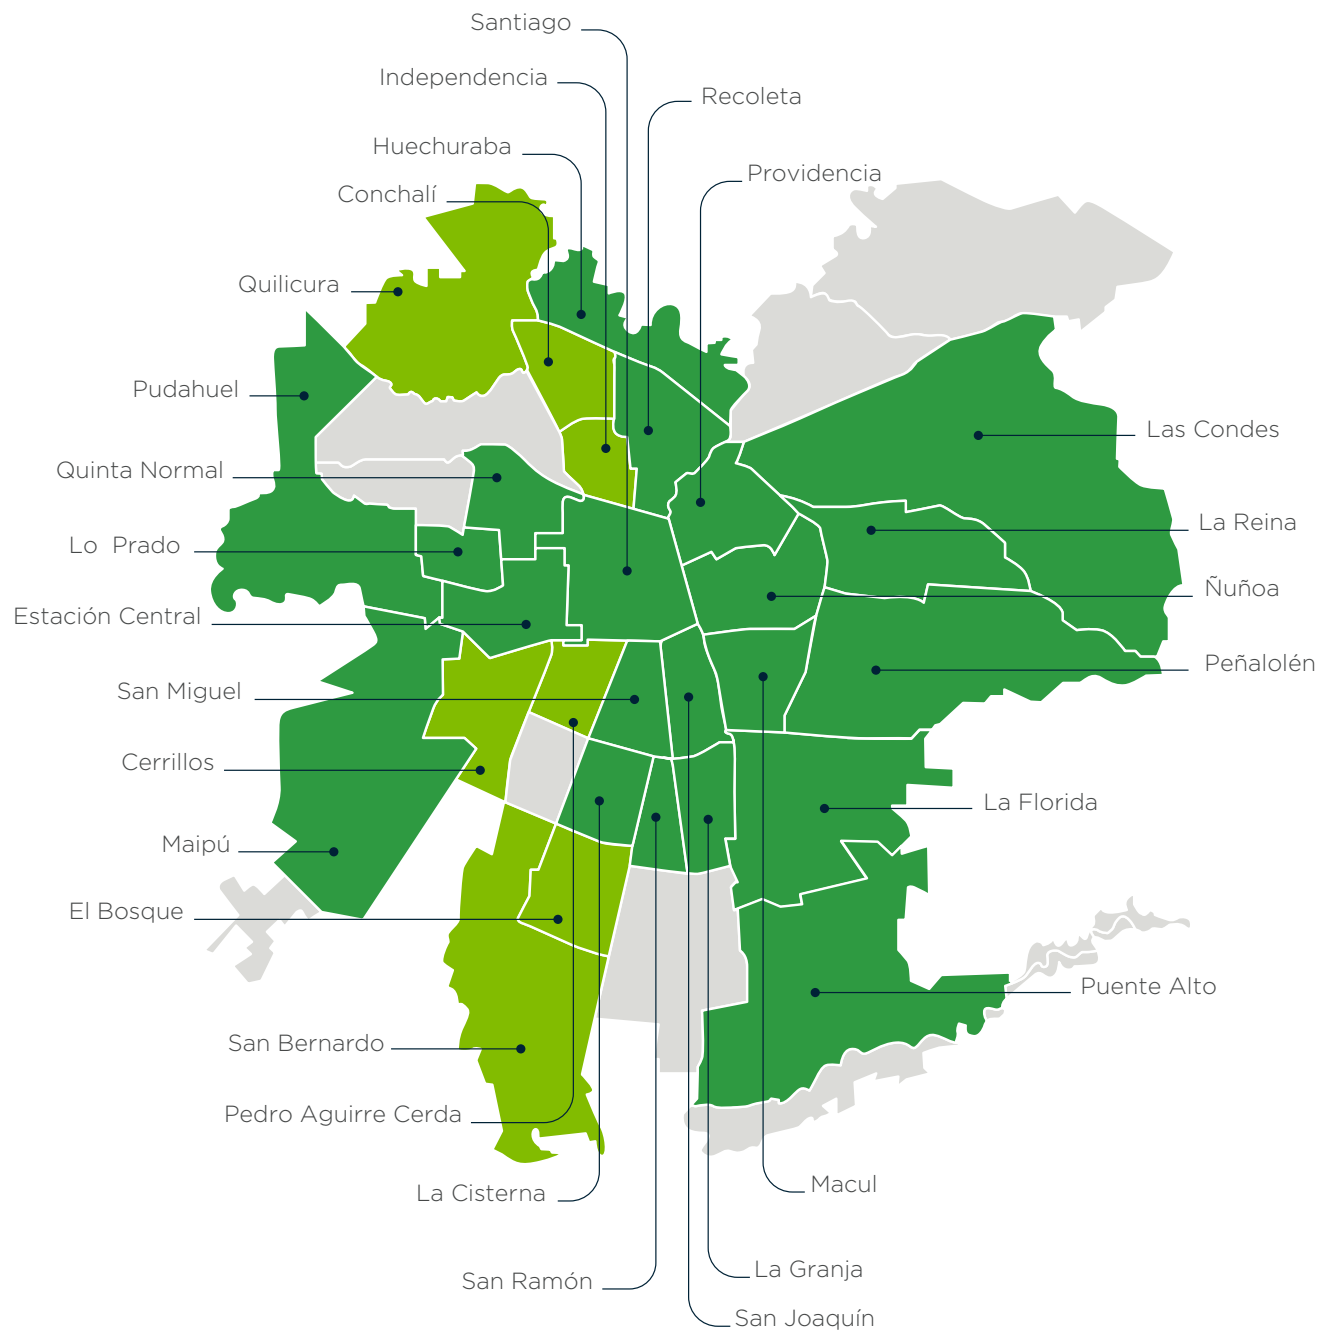 Santiago
Independencia
Recoleta
Huechuraba
Providencia
Conchalí
Quilicura
Pudahuel
Las Condes
Quinta Normal
La Reina
Lo Prado
Ñuñoa
Estación Central
Peñalolén
San Miguel
Cerrillos
La Florida
Maipú
El Bosque
Puente Alto
San Bernardo
Pedro Aguirre Cerda
Macul
La Cisterna
La Granja
San Ramón
San Joaquín